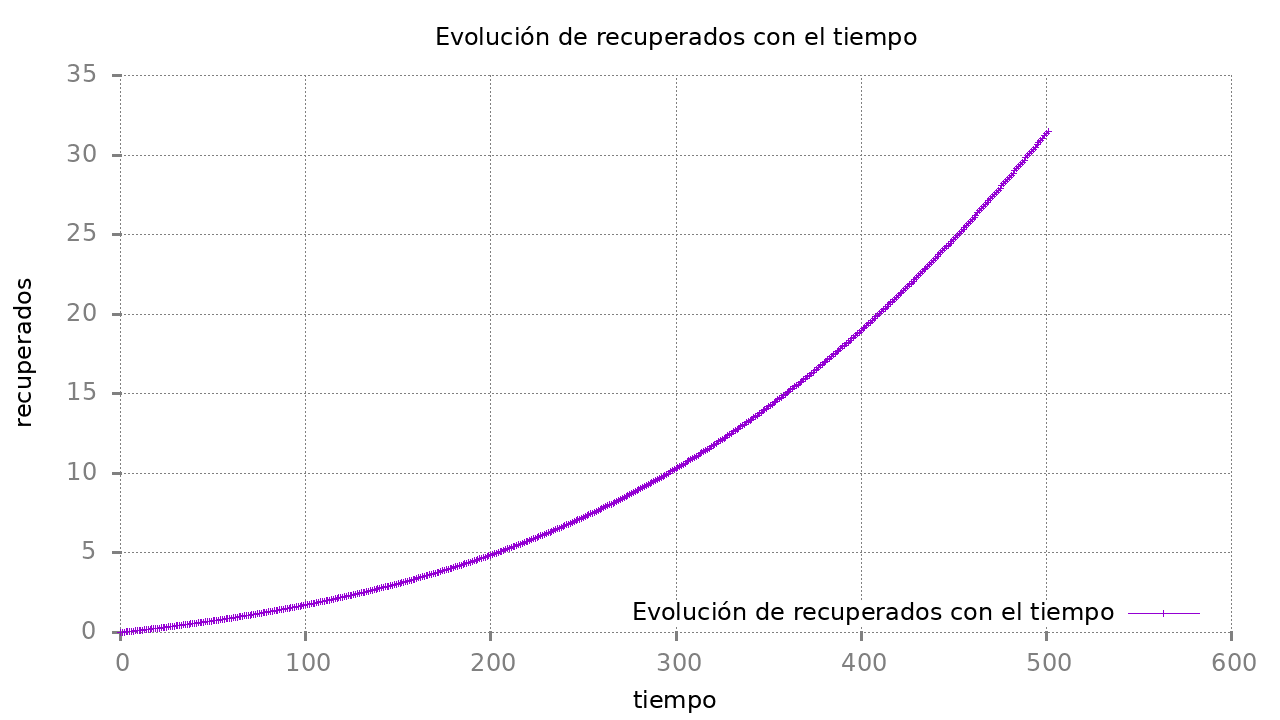 Evolución de recuperados con el tiempo
35
30
25
20
15
10
5
0
recuperados
Evolución de recuperados con el tiempo
0 100 200 300 400 500 600
tiempo